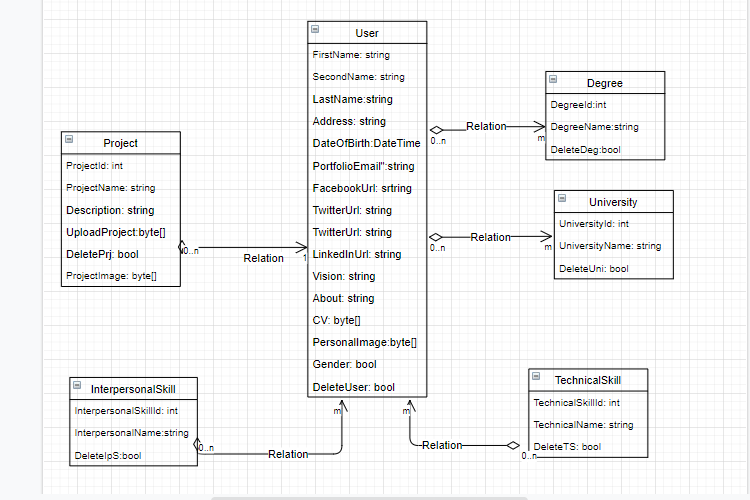 User
FirstName: string
SecondName: string
LastName:string
Address: string
DateOfBirth:DateTime
PortfolioEmail":string
FacebookUrl: srtring
TwitterUrl: string
TwitterUrl: string
LinkedInUrl: string
Vision: string
About: string
CV: byte[]
PersonalImage:byte[]
Gender: bool
DeleteUser: bool
Degree
DegreeId:int
DegreeName:string
DeleteDeg:bool
Relation
0..n
m
Project
ProjectId: int
ProjectName: string
Description: string
UploadProject:byte[]
DeletePrj: bool
ProjectImage: byte[]
0..n
Relation
1
University
UniversityId: int
UniversityName: string
DeleteUni: bool
Relation
0..n
m
InterpersonalSkill
InterpersonalSkillId: int
InterpersonalName:string
DeleteIpS:bool
0..n
Relation
m
TechnicalSkill
TechnicalSkillId: int
TechnicalName: string
DeleteTS: bool
0..n
Relation
m